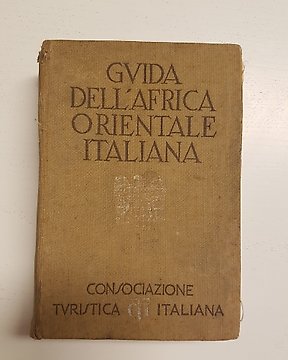 GVIDA
DELL'AFRICA
ORIENTALE
ITALIANA
CONSOCIAZIONE
TVRISTICA ITALIANA